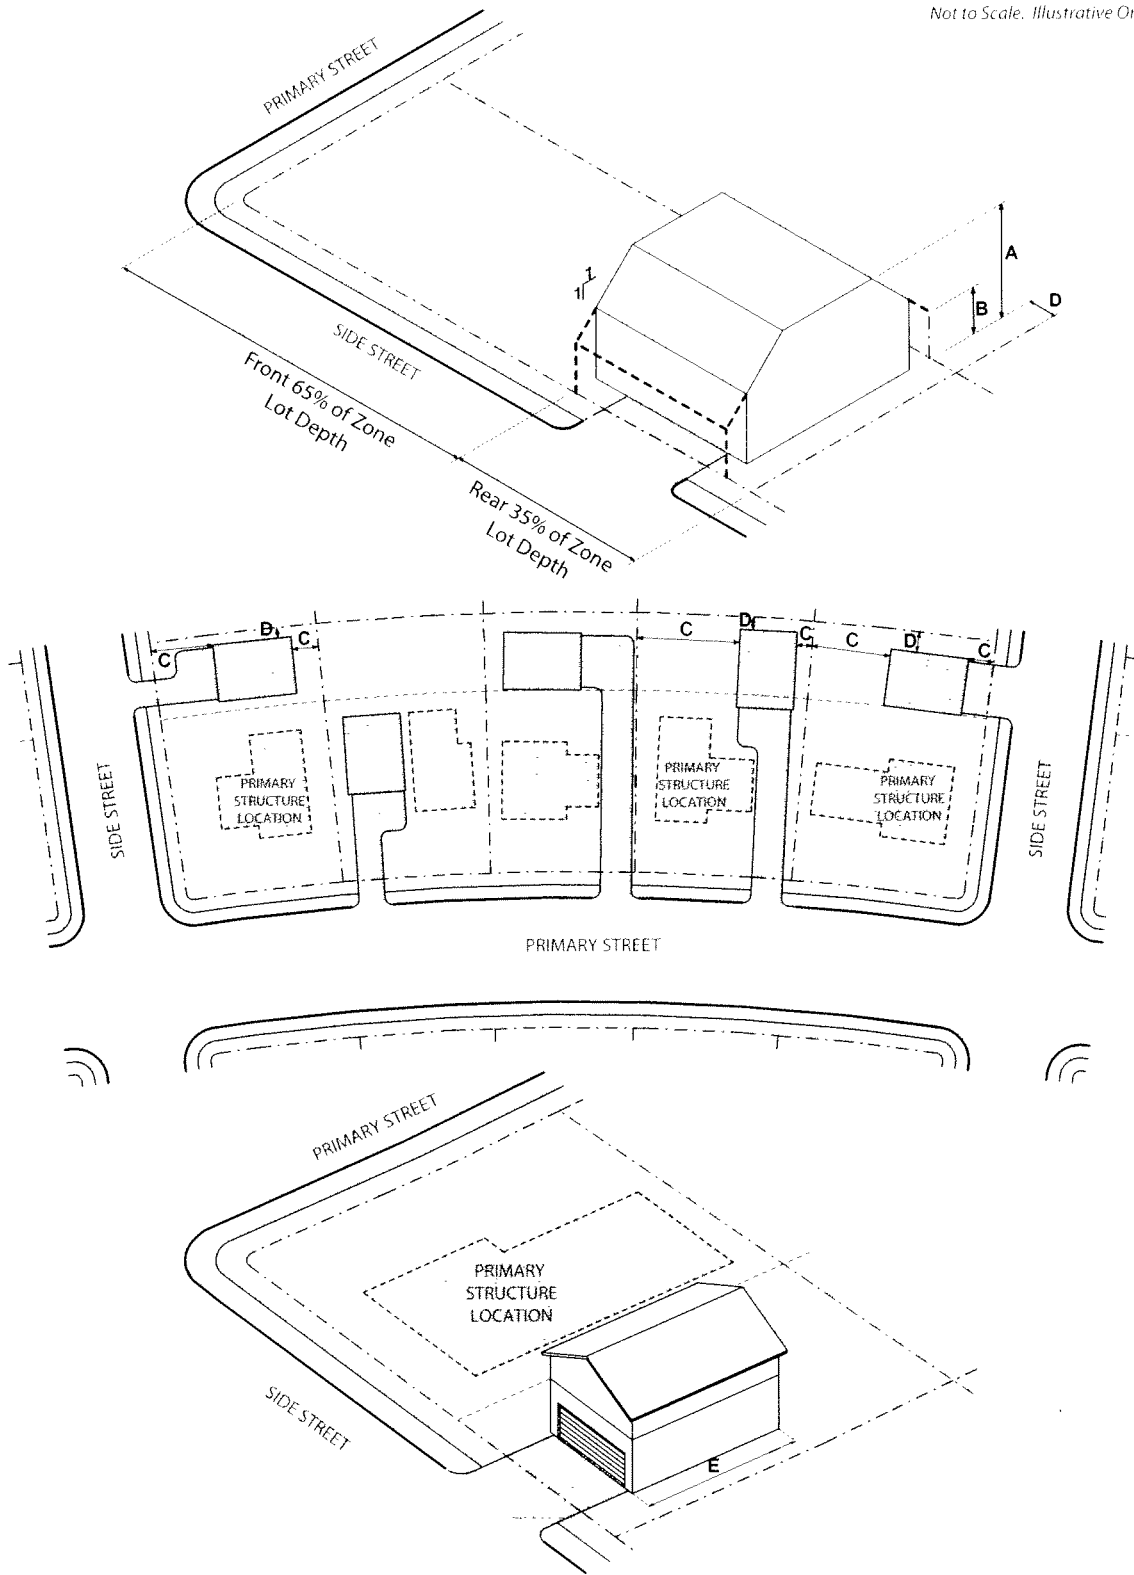 Not to Scale. Illustrative On
PRIMARY STREET
A
1
1
B
D
SIDE STREET
Front 65% of Zone
Lot Depth
Rear 35% of Zone
Lot Depth
D
C
C
C
D
C
C
D
C
SIDE STREET
PRIMARY
STRUCTURE
LOCATION
PRIMARY
STRUCTURE
LOCATION
PRIMARY
STRUCTURE
LOCATION
SIDE STREET
PRIMARY STREET
PRIMARY STREET
PRIMARY
STRUCTURE
LOCATION
SIDE STREET
E